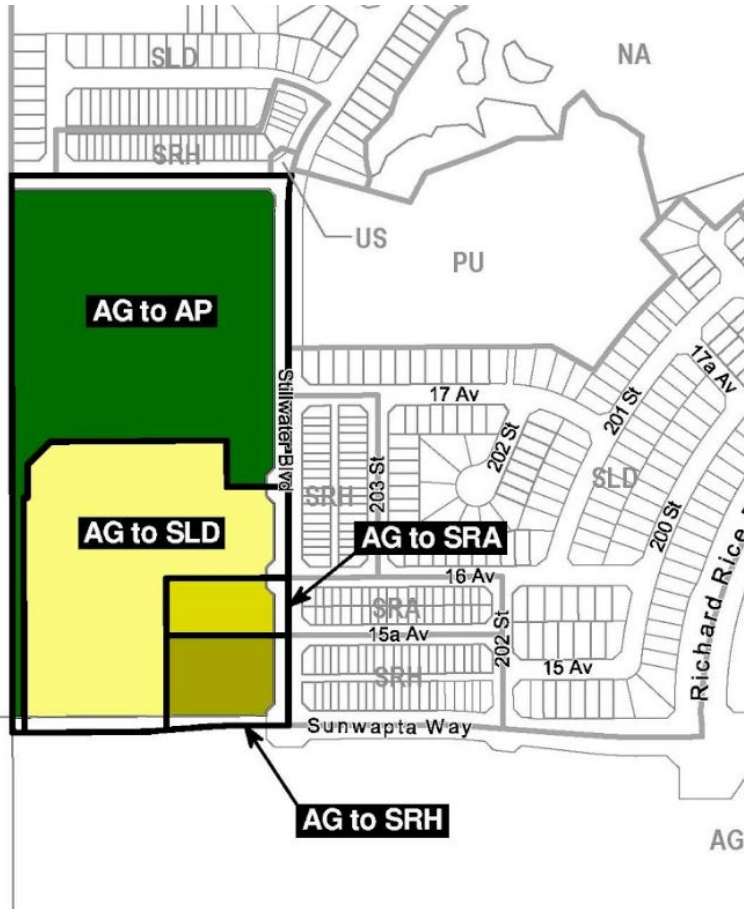 SLD
NA
SRH
US
PU
AG to AP
Stillwater Blvd
17 Av
17a Av
201 St
202 St
203 St
SRH
SLD
200 St
AG to SLD
AG to SRA
16 Av
SRA
15a Av
202 St
15 Av
SRH
Richard Rice
Sunwapta Way
AG to SRH
AG